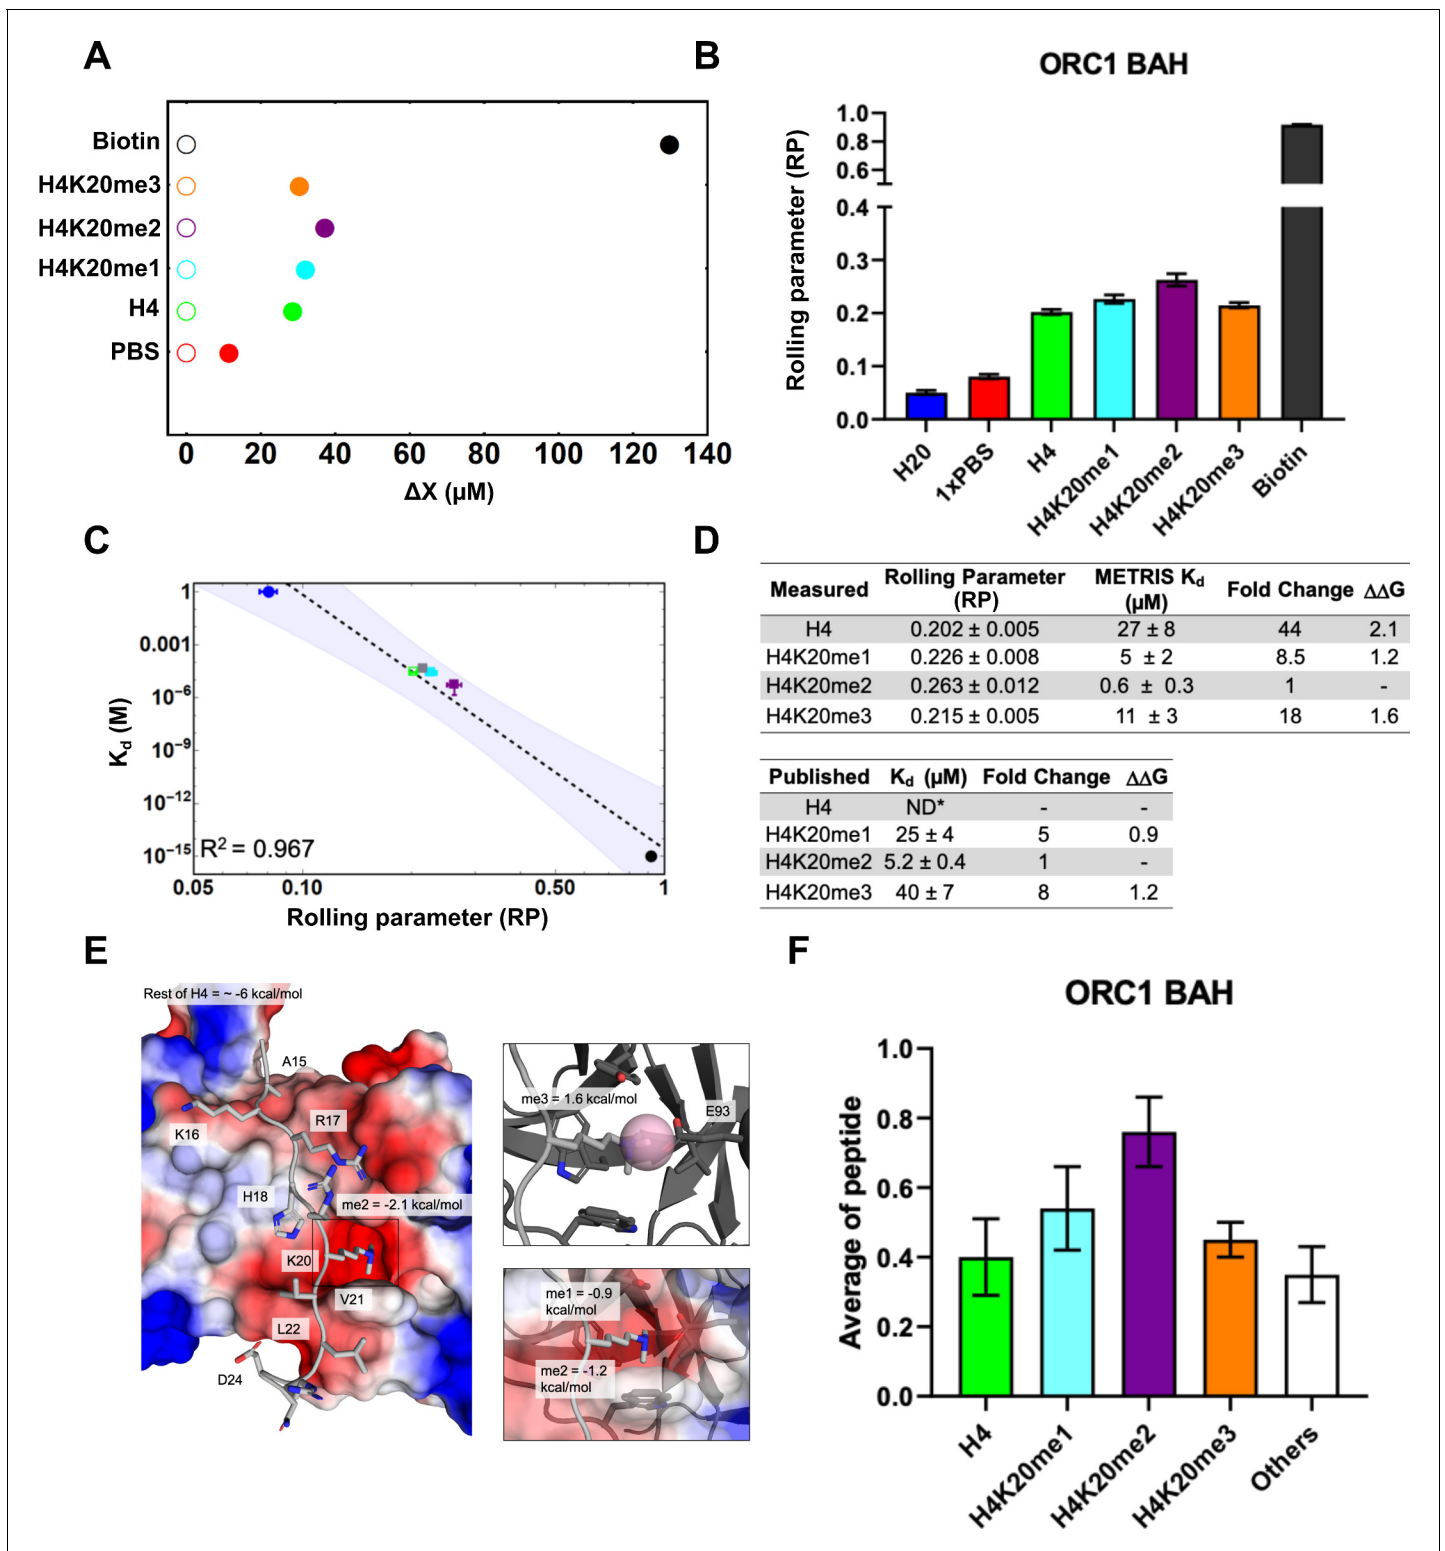 A
Biotin
H4K20me3
H4K20me2
H4K20me1
H4
PBS
0 20 40 60 80 100 120 140
ΔX (μM)
B
ORC1 BAH
Rolling parameter (RP)
1.0
0.8
0.6
0.4
0.3
0.2
0.1
0.0
H20
1xPBS
H4
H4K20me1
H4K20me2
H4K20me3
Biotin
C
Kd (M)
1
0.001
10⁻⁶
10⁻⁹
10⁻¹²
10⁻¹⁵
R² = 0.967
0.05 0.10 0.50 1
Rolling parameter (RP)
D
Measured Rolling Parameter (RP) METRIS Kd (μM) Fold Change ΔΔG
H4 0.202 ± 0.005 27 ± 8 44 2.1
H4K20me1 0.226 ± 0.008 5 ± 2 8.5 1.2
H4K20me2 0.263 ± 0.012 0.6 ± 0.3 1 -
H4K20me3 0.215 ± 0.005 11 ± 3 18 1.6
Published Kd (μM) Fold Change ΔΔG
H4 ND* - -
H4K20me1 25 ± 4 5 0.9
H4K20me2 5.2 ± 0.4 1 -
H4K20me3 40 ± 7 8 1.2
E
Rest of H4 = ~ -6 kcal/mol
A15
K16
R17
H18
me2 = -2.1 kcal/mol
K20
V21
L22
D24
me3 = 1.6 kcal/mol
E93
me1 = -0.9
kcal/mol
me2 = -1.2
kcal/mol
F
ORC1 BAH
Average of peptide
1.0
0.8
0.6
0.4
0.2
0.0
H4
H4K20me1
H4K20me2
H4K20me3
Others